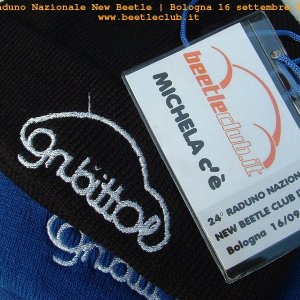 aduno Nazionale New Beetle | Bologna 16 settembre
www.beetleclub.it
beetleclub.it
MICHELA c'è
24° RADUNO NAZION
NEW BEETLE CLUB I
Bologna 16/09